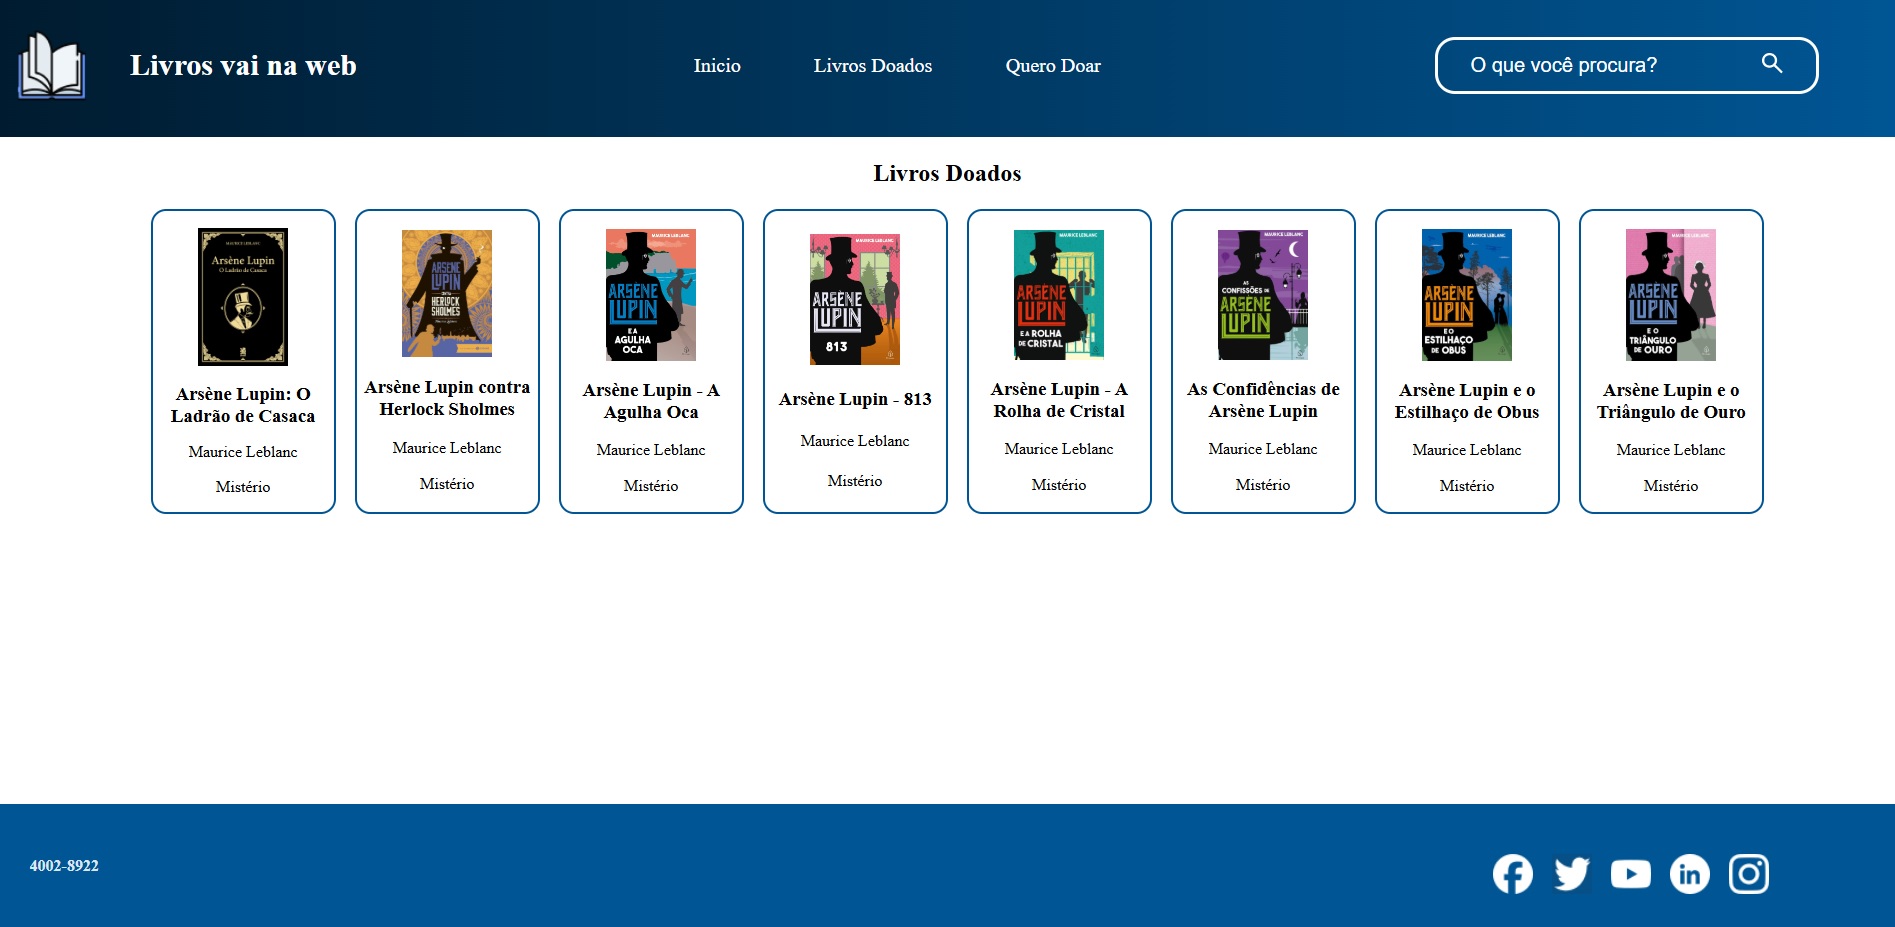 Livros vai na web
Inicio
Livros Doados
Quero Doar
O que você procura?
Livros Doados
MAURICE LEBLANC
Arsène Lupin
O Ladrão de Casaca
Arsène Lupin: O
Ladrão de Casaca
Maurice Leblanc
Mistério
ARSÈNE
LUPIN
CONTRA
HERLOCK
SHOLMES
Arsène Lupin contra
Herlock Sholmes
Maurice Leblanc
Mistério
MAURICE LEBLANC
ARSÈNE
LUPIN
E A
AGULHA
OCA
Arsène Lupin - A
Agulha Oca
Maurice Leblanc
Mistério
MAURICE LEBLANC
ARSÈNE
LUPIN
813
Arsène Lupin - 813
Maurice Leblanc
Mistério
MAURICE LEBLANC
ARSÈNE
LUPIN
E A ROLHA
DE CRISTAL
Arsène Lupin - A
Rolha de Cristal
Maurice Leblanc
Mistério
MAURICE LEBLANC
AS
CONFISSÕES DE
ARSÈNE
LUPIN
As Confidências de
Arsène Lupin
Maurice Leblanc
Mistério
MAURICE LEBLANC
ARSÈNE
LUPIN
E O
ESTILHAÇO
DE OBUS
Arsène Lupin e o
Estilhaço de Obus
Maurice Leblanc
Mistério
MAURICE LEBLANC
ARSÈNE
LUPIN
E O
TRIÂNGULO
DE OURO
Arsène Lupin e o
Triângulo de Ouro
Maurice Leblanc
Mistério
4002-8922
in